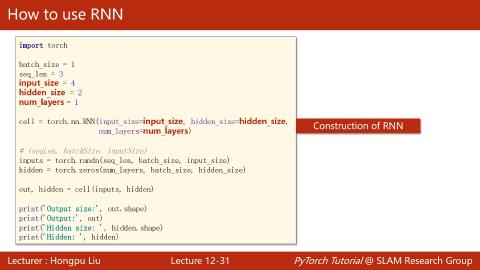 How to use RNN
import torch
batch_size = 1
seq_len = 3
input_size = 4
hidden_size = 2
num_layers = 1
cell = torch.nn.RNN(input_size=input_size, hidden_size=hidden_size,
num_layers=num_layers)
Construction of RNN
# (seqLen, batchSize, inputSize)
inputs = torch.randn(seq_len, batch_size, input_size)
hidden = torch.zeros(num_layers, batch_size, hidden_size)
out, hidden = cell(inputs, hidden)
print('Output size:', out.shape)
print('Output:', out)
print('Hidden size: ', hidden.shape)
print('Hidden: ', hidden)
Lecturer : Hongpu Liu
Lecture 12-31
PyTorch Tutorial @ SLAM Research Group